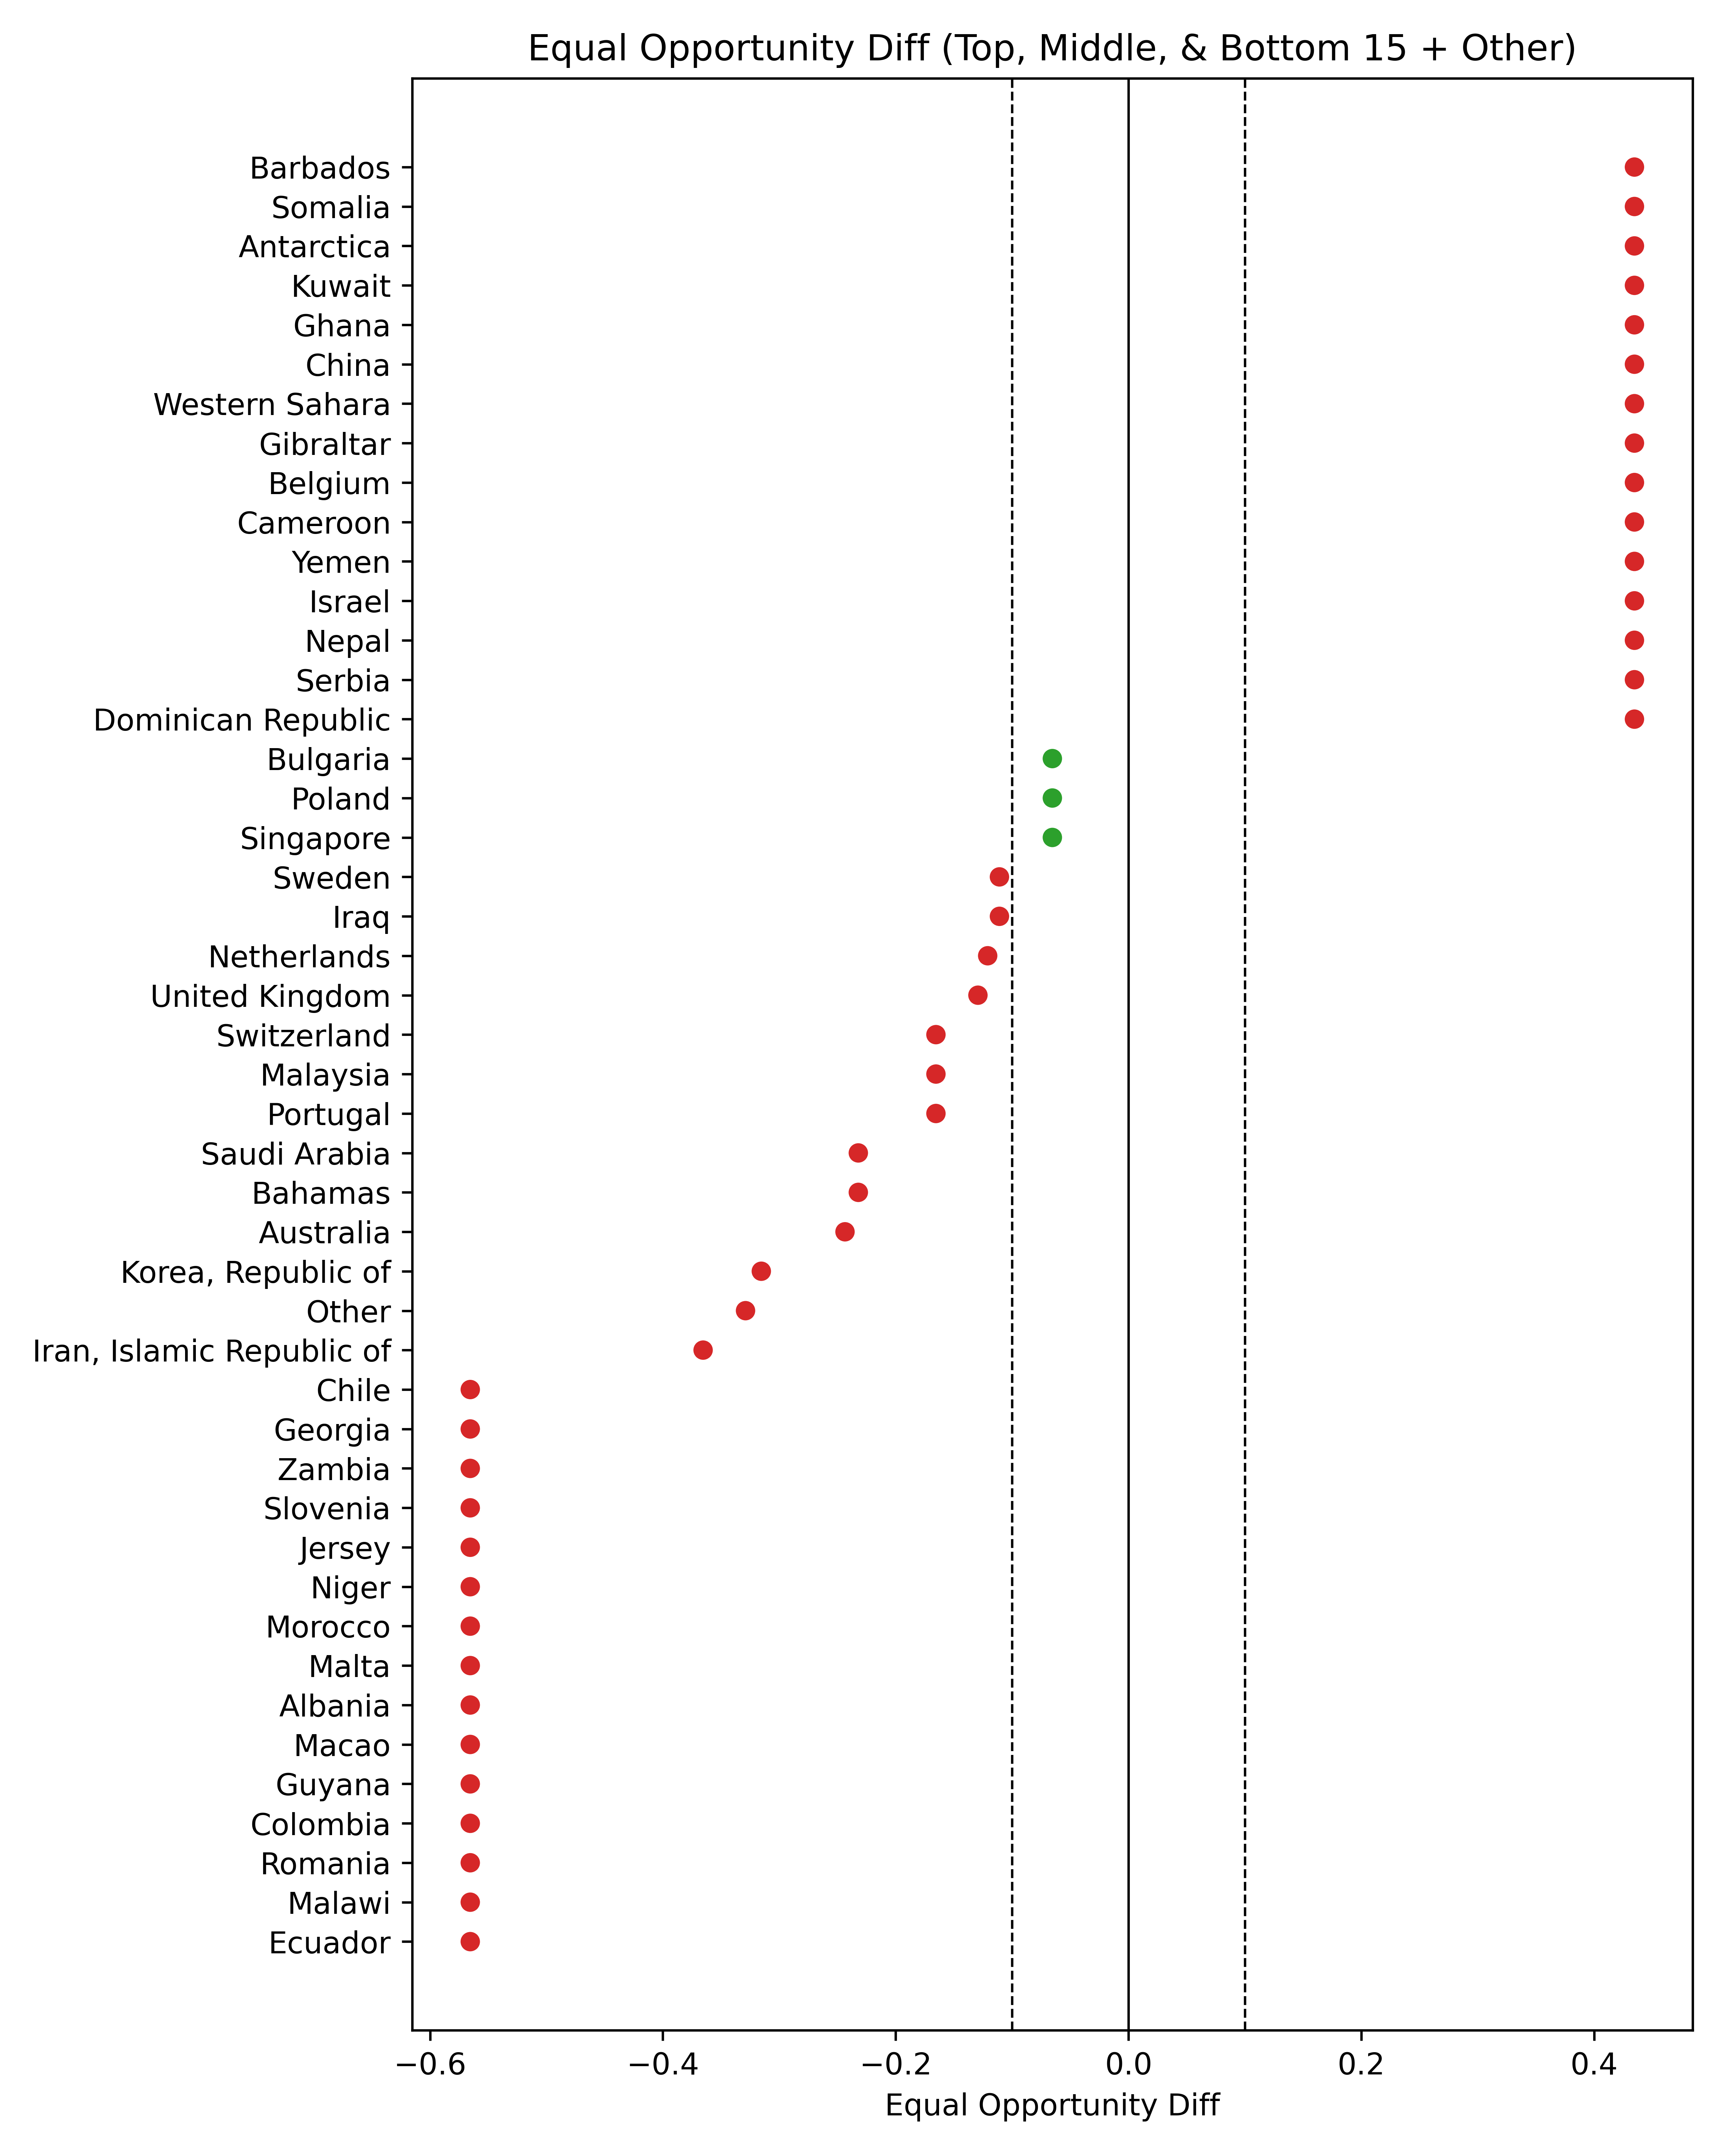 Equal Opportunity Diff (Top, Middle, & Bottom 15 + Other)
Barbados
Somalia
Antarctica
Kuwait
Ghana
China
Western Sahara
Gibraltar
Belgium
Cameroon
Yemen
Israel
Nepal
Serbia
Dominican Republic
Bulgaria
Poland
Singapore
Sweden
Iraq
Netherlands
United Kingdom
Switzerland
Malaysia
Portugal
Saudi Arabia
Bahamas
Australia
Korea, Republic of
Other
Iran, Islamic Republic of
Chile
Georgia
Zambia
Slovenia
Jersey
Niger
Morocco
Malta
Albania
Macao
Guyana
Colombia
Romania
Malawi
Ecuador
−0.6 −0.4 −0.2 0.0 0.2 0.4
Equal Opportunity Diff